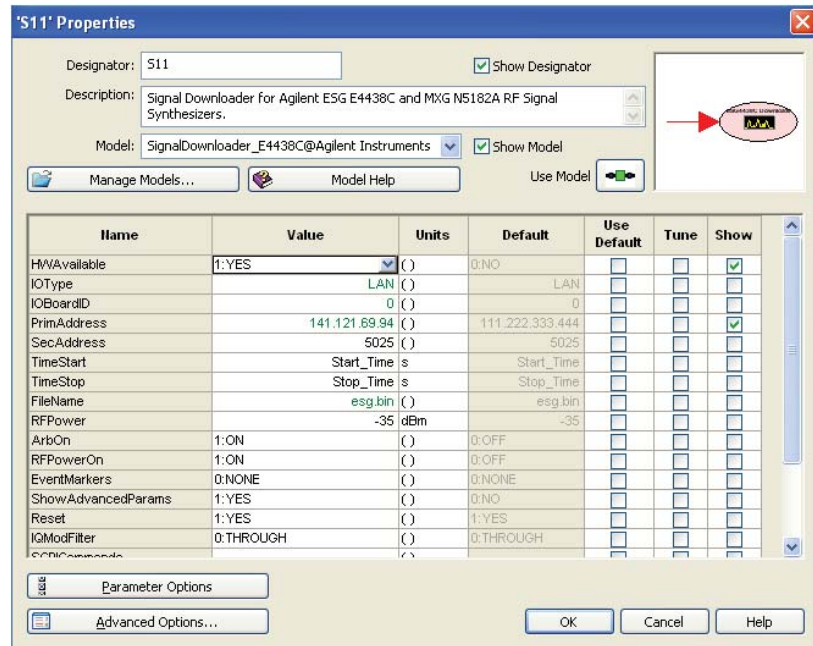 'S11' Properties
Designator: S11
Show Designator
Description: Signal Downloader for Agilent ESG E4438C and MXG N5182A RF Signal
Synthesizers.
Model: SignalDownloader_E4438C@Agilent Instruments
Show Model
Manage Models...
Model Help
Use Model
Name Value Units Default Use Default Tune Show
HWAvailable 1:YES ( ) 0:NO
IOType LAN ( ) LAN
IOBoardID 0 ( ) 0
PrimAddress 141.121.69.94 ( ) 111.222.333.444
SecAddress 5025 ( ) 5025
TimeStart Start_Time s Start_Time
TimeStop Stop_Time s Stop_Time
FileName esg.bin ( ) esg.bin
RFPower -35 dBm -35
ArbOn 1:ON ( ) 0:OFF
RFPowerOn 1:ON ( ) 0:OFF
EventMarkers 0:NONE ( ) 0:NONE
ShowAdvancedParams 1:YES ( ) 0:NO
Reset 1:YES ( ) 1:YES
IQModFilter 0:THROUGH ( ) 0:THROUGH
SCPICommands ( )
Parameter Options
Advanced Options...
OK
Cancel
Help